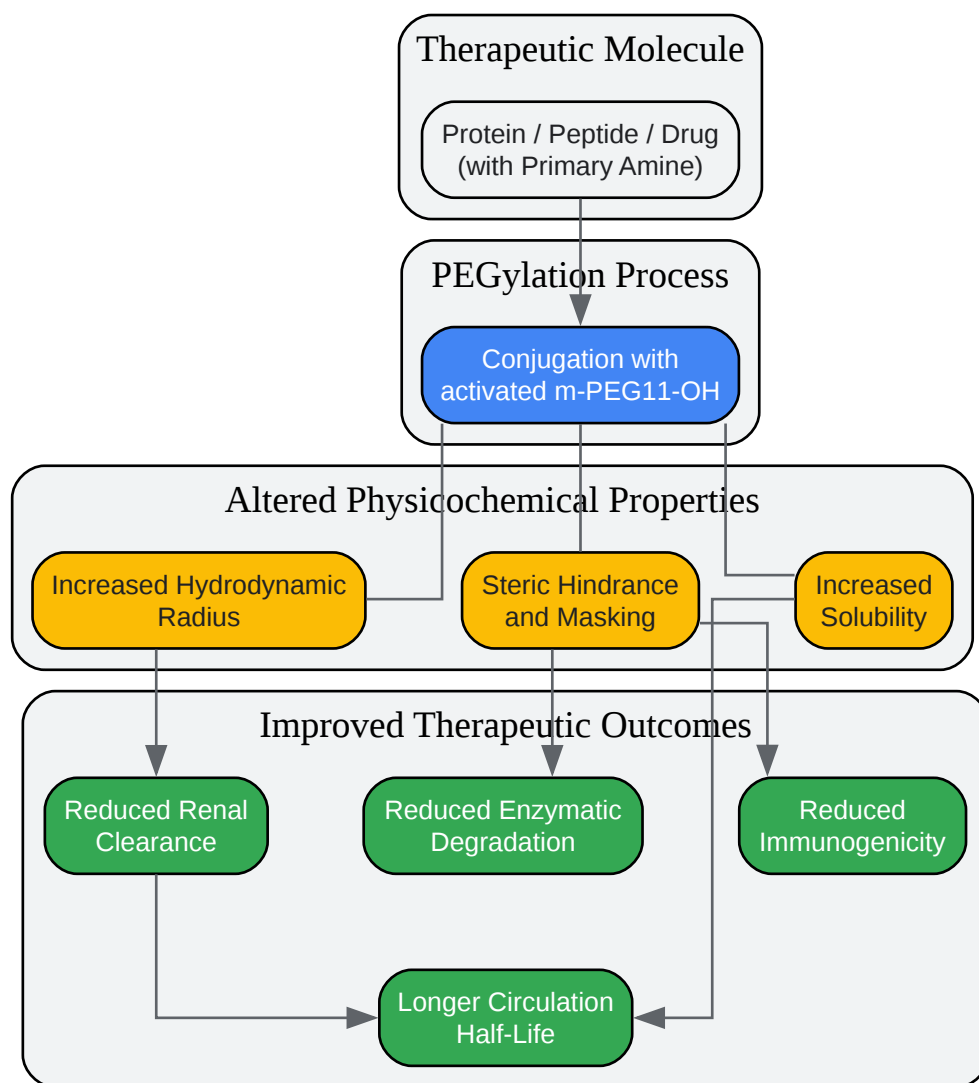 Therapeutic Molecule
Protein / Peptide / Drug
(with Primary Amine)
PEGylation Process
Conjugation with
activated m-PEG11-OH
Altered Physicochemical Properties
Increased Hydrodynamic
Radius
Steric Hindrance
and Masking
Increased
Solubility
Improved Therapeutic Outcomes
Reduced Renal
Clearance
Reduced Enzymatic
Degradation
Reduced
Immunogenicity
Longer Circulation
Half-Life